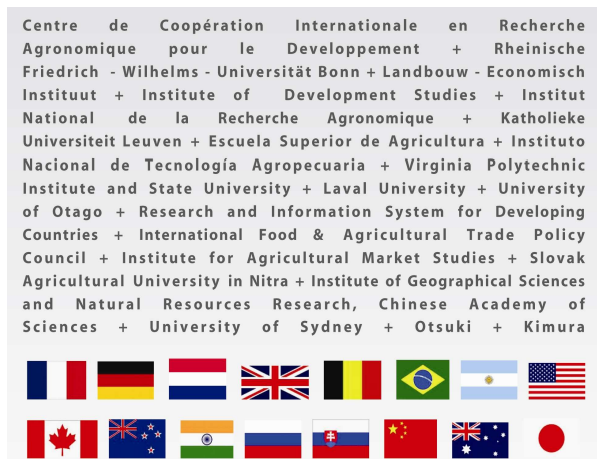 Centre de Coopération Internationale en Recherche
Agronomique pour le Developpement + Rheinische
Friedrich - Wilhelms - Universität Bonn + Landbouw - Economisch
Instituut + Institute of Development Studies + Institut
National de la Recherche Agronomique + Katholieke
Universiteit Leuven + Escuela Superior de Agricultura + Instituto
Nacional de Tecnología Agropecuaria + Virginia Polytechnic
Institute and State University + Laval University + University
of Otago + Research and Information System for Developing
Countries + International Food & Agricultural Trade Policy
Council + Institute for Agricultural Market Studies + Slovak
Agricultural University in Nitra + Institute of Geographical Sciences
and Natural Resources Research, Chinese Academy of
Sciences + University of Sydney + Otsuki + Kimura